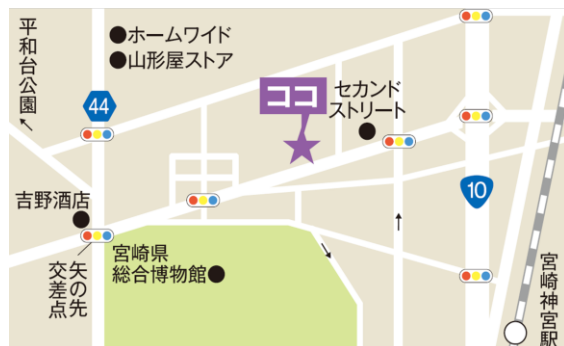 平和台公園
ホームワイド
山形屋ストア
44
ココ
セカンド
ストリート
10
吉野酒店
矢の先
交差点
宮崎県
総合博物館
宮崎神宮駅